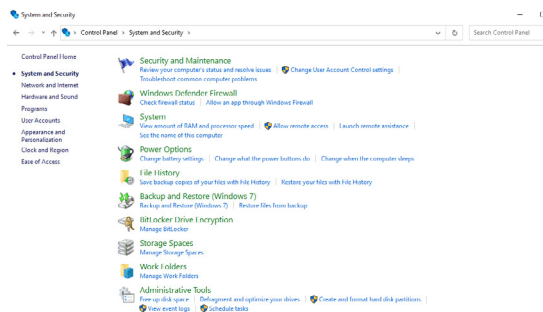 System and Security
Control Panel > System and Security >
Search Control Panel
Control Panel Home
System and Security
Network and Internet
Hardware and Sound
Programs
User Accounts
Appearance and
Personalization
Clock and Region
Ease of Access
Security and Maintenance
Review your computer's status and resolve issues | Change User Account Control settings |
Troubleshoot common computer problems
Windows Defender Firewall
Check firewall status | Allow an app through Windows Firewall
System
View amount of RAM and processor speed | Allow remote access | Launch remote assistance |
See the name of this computer
Power Options
Change battery settings | Change what the power buttons do | Change when the computer sleeps
File History
Save backup copies of your files with File History | Restore your files with File History
Backup and Restore (Windows 7)
Backup and Restore (Windows 7) | Restore files from backup
BitLocker Drive Encryption
Manage BitLocker
Storage Spaces
Manage Storage Spaces
Work Folders
Manage Work Folders
Administrative Tools
Free up disk space | Defragment and optimize your drives | Create and format hard disk partitions |
View event logs | Schedule tasks